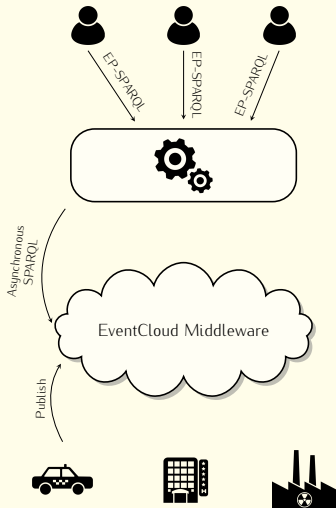 EP-SPARQL
EP-SPARQL
EP-SPARQL
Asynchronous
SPARQL
EventCloud Middleware
Publish